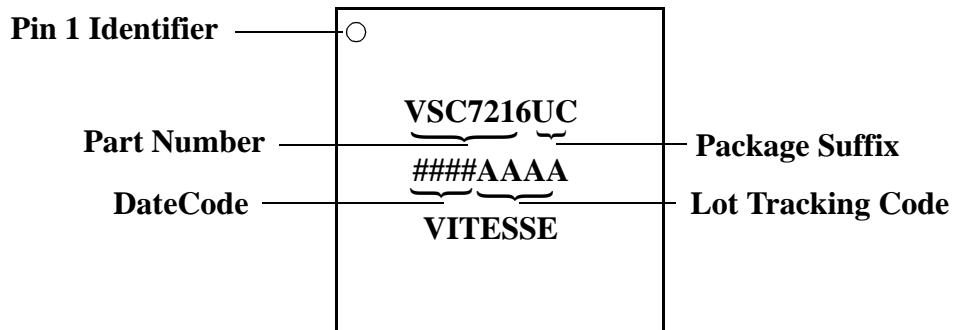 Pin 1 Identifier
VSC7216UC
Part Number
Package Suffix
####AAAA
DateCode
Lot Tracking Code
VITESSE